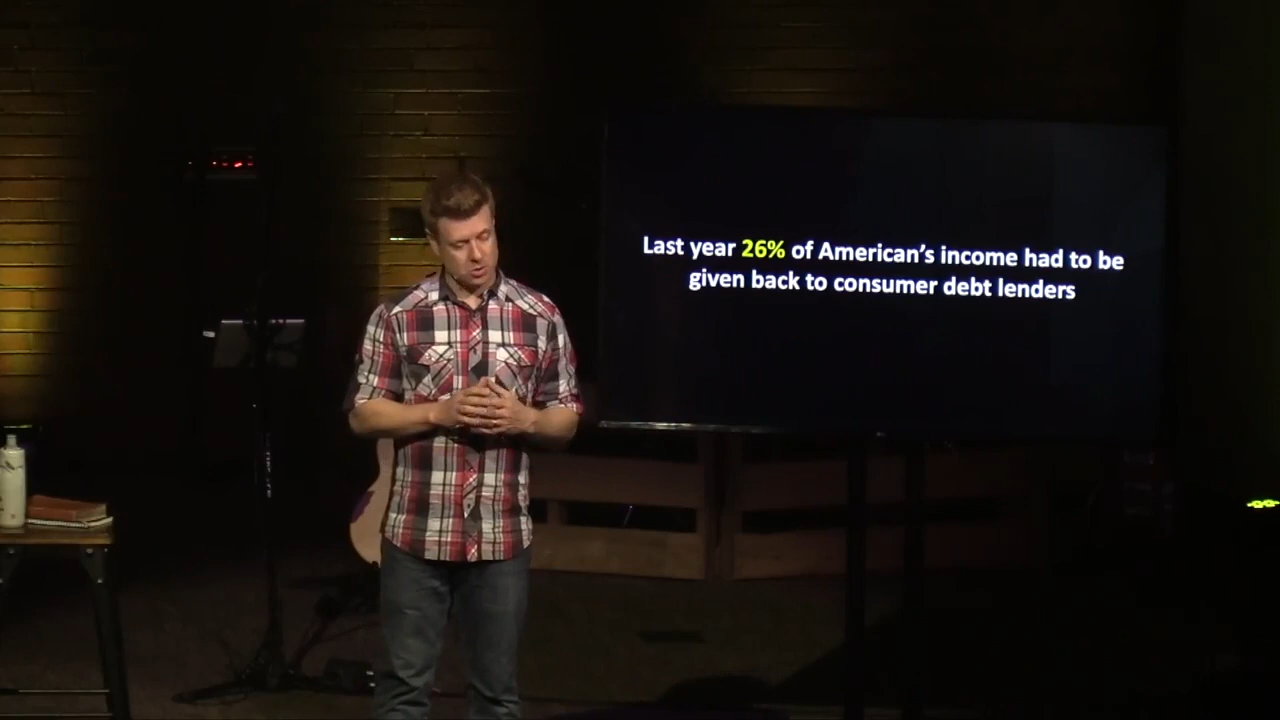 Last year 26% of American’s income had to be
given back to consumer debt lenders